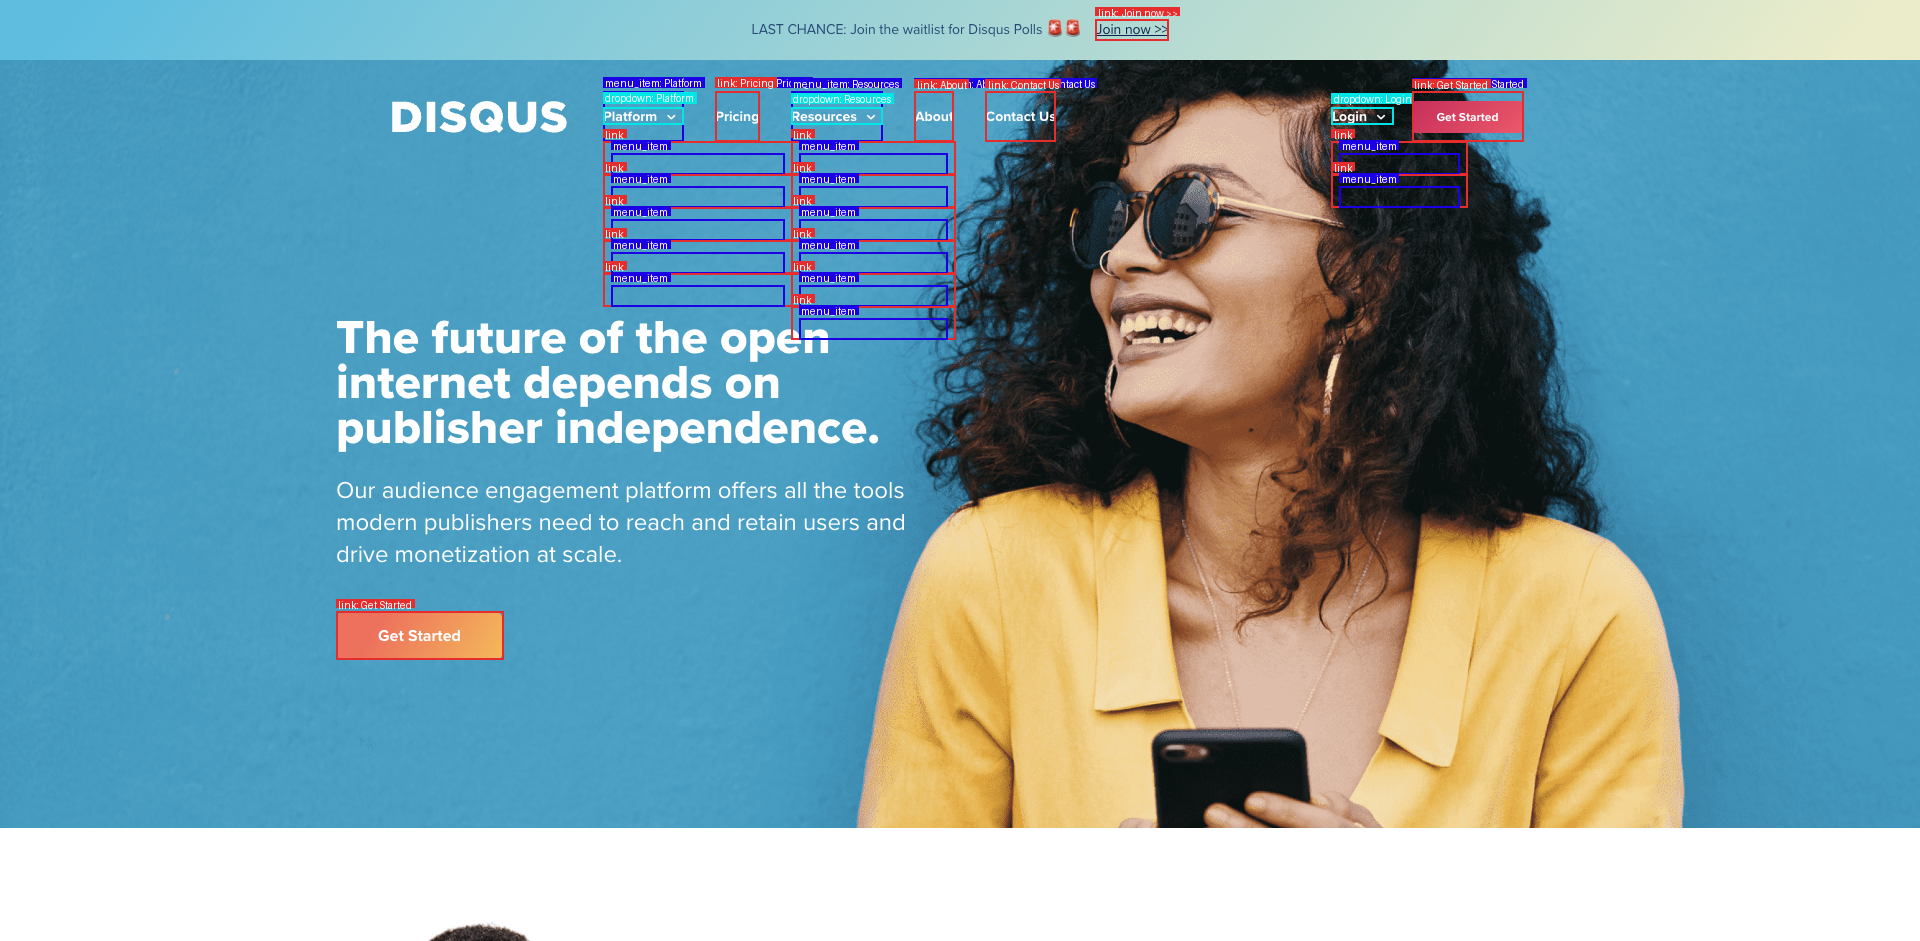 LAST CHANCE: Join the waitlist for Disqus Polls 🚨🚨 Join now >>
link: Join now >>
menu_item: Platform
link: Pricing
menu_item: Resources
link: About
link: Contact Us
link: Get Started
dropdown: Platform
dropdown: Resources
dropdown: Login
DISQUS
Platform
Pricing
Resources
About
Contact Us
Login
Get Started
link
link
link
menu_item
menu_item
menu_item
link
link
link
menu_item
menu_item
menu_item
link
link
menu_item
menu_item
link
link
menu_item
menu_item
link
link
menu_item
menu_item
link
menu_item
The future of the open
internet depends on
publisher independence.
Our audience engagement platform offers all the tools
modern publishers need to reach and retain users and
drive monetization at scale.
link: Get Started
Get Started